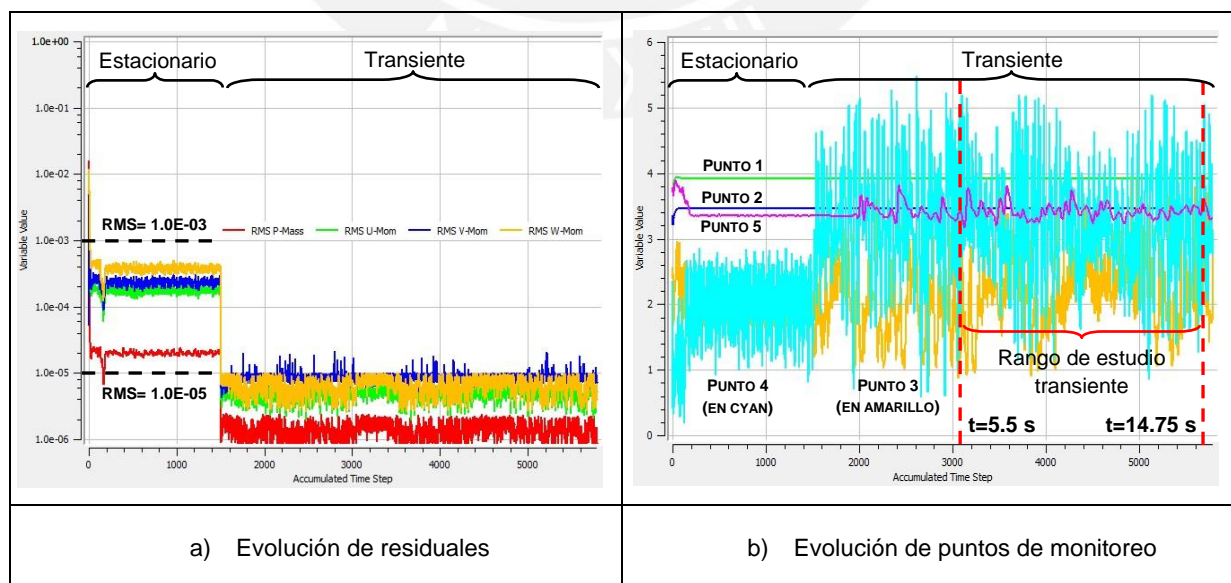 Estacionario
Transiente
1.0e+00
1.0e-01
1.0e-02
1.0e-03
1.0e-04
1.0e-05
1.0e-06
Variable Value
RMS= 1.0E-03
RMS P-Mass
RMS U-Mom
RMS V-Mom
RMS W-Mom
RMS= 1.0E-05
0
1000
2000
3000
4000
5000
Accumulated Time Step
Estacionario
Transiente
6
5
4
3
2
1
0
Variable Value
PUNTO 1
PUNTO 2
PUNTO 5
PUNTO 4
(EN CYAN)
PUNTO 3
(EN AMARILLO)
Rango de estudio
transiente
t=5.5 s
t=14.75 s
0
1000
2000
3000
4000
5000
Accumulated Time Step
a) Evolución de residuales
b) Evolución de puntos de monitoreo